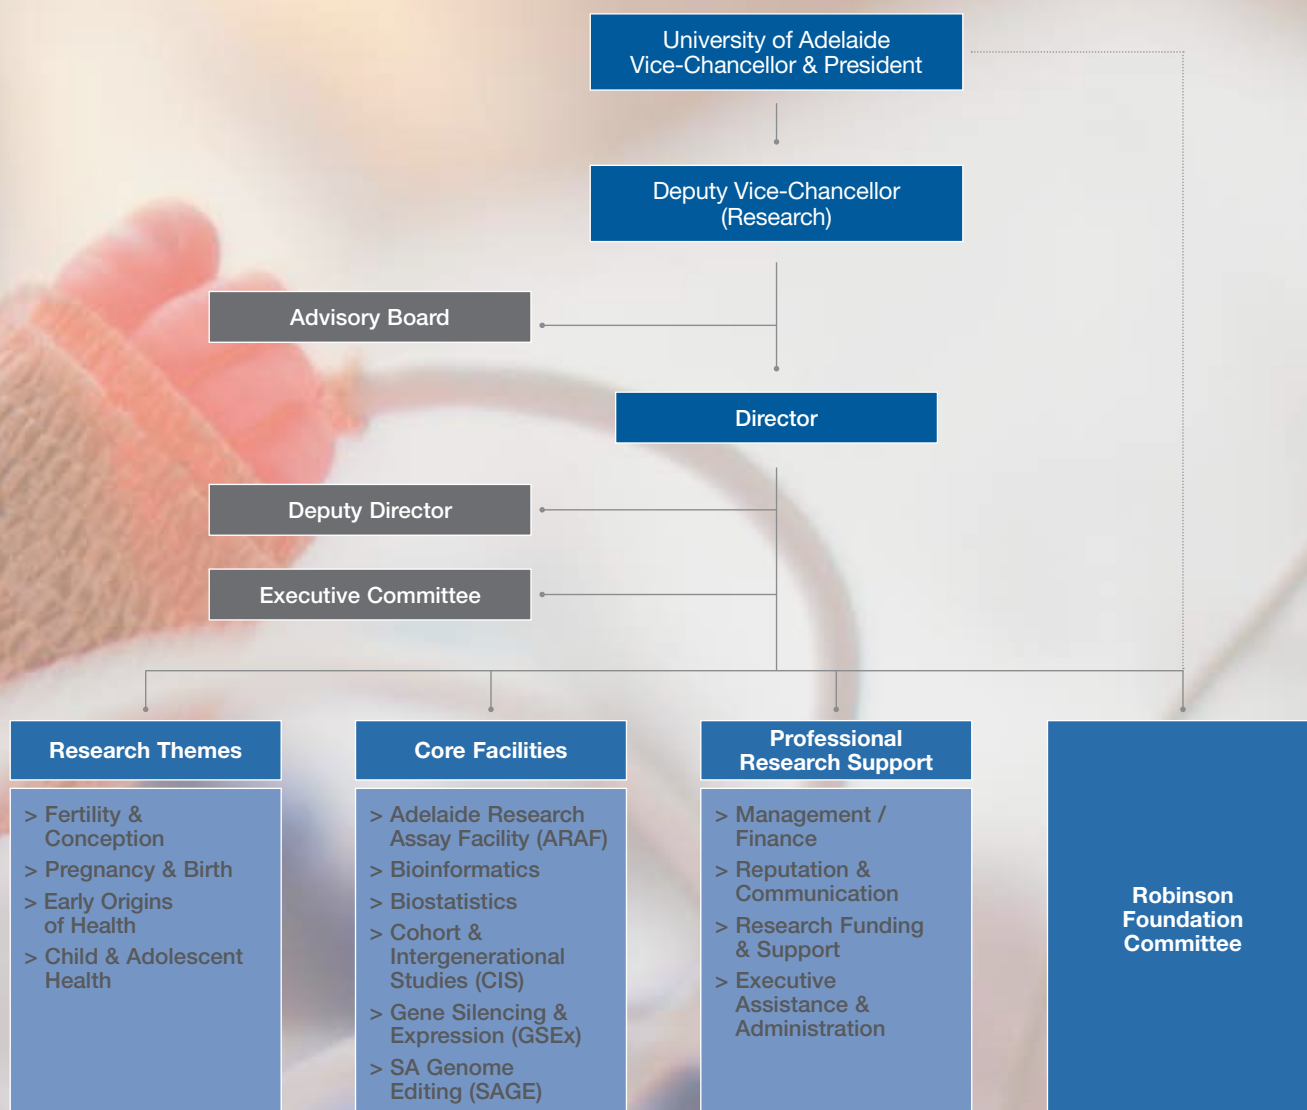 University of Adelaide
Vice-Chancellor & President
Deputy Vice-Chancellor
(Research)
Advisory Board
Director
Deputy Director
Executive Committee
Research Themes
> Fertility &
Conception
> Pregnancy & Birth
> Early Origins
of Health
> Child & Adolescent
Health
Core Facilities
> Adelaide Research
Assay Facility (ARAF)
> Bioinformatics
> Biostatistics
> Cohort &
Intergenerational
Studies (CIS)
> Gene Silencing &
Expression (GSEx)
> SA Genome
Editing (SAGE)
Professional
Research Support
> Management /
Finance
> Reputation &
Communication
> Research Funding
& Support
> Executive
Assistance &
Administration
Robinson
Foundation
Committee